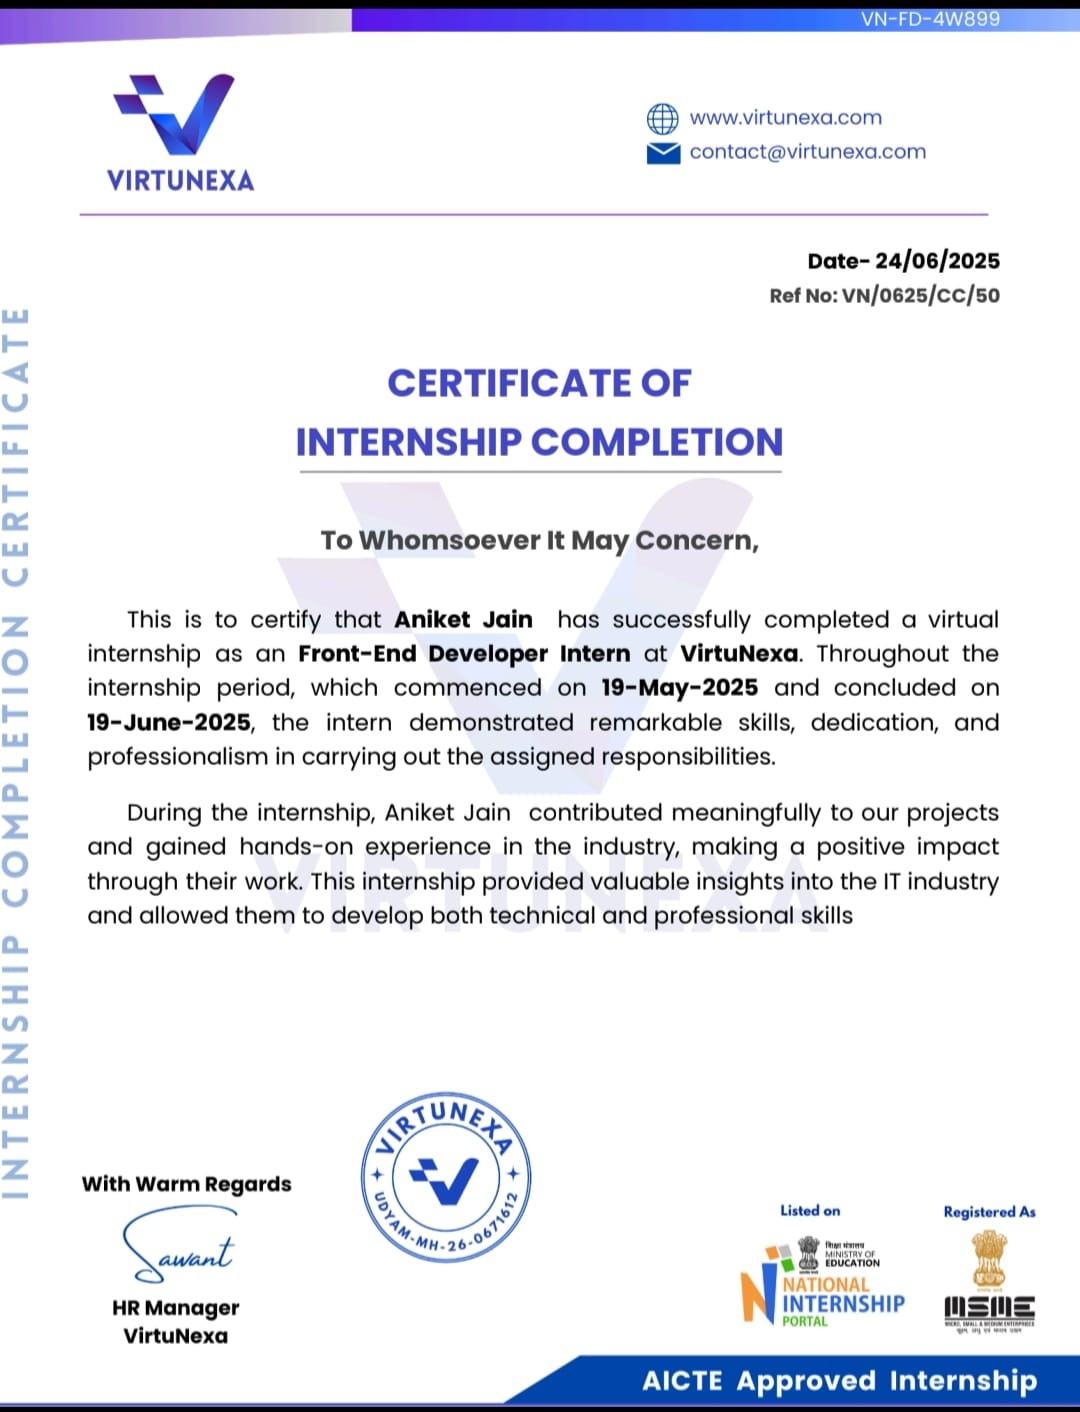 VN-FD-4W899
VIRTUNEXA
www.virtunexa.com
contact@virtunexa.com
Date- 24/06/2025
Ref No: VN/0625/CC/50
INTERNSHIP COMPLETION CERTIFICATE
CERTIFICATE OF
INTERNSHIP COMPLETION
To Whomsoever It May Concern,
This is to certify that Aniket Jain has successfully completed a virtual
internship as an Front-End Developer Intern at VirtuNexa. Throughout the
internship period, which commenced on 19-May-2025 and concluded on
19-June-2025, the intern demonstrated remarkable skills, dedication, and
professionalism in carrying out the assigned responsibilities.
During the internship, Aniket Jain contributed meaningfully to our projects
and gained hands-on experience in the industry, making a positive impact
through their work. This internship provided valuable insights into the IT industry
and allowed them to develop both technical and professional skills
VIRTUNEXA
With Warm Regards
Sawant
HR Manager
VirtuNexa
VIRTUNEXA
UDYAM-MH-26-0671612
Listed on
शिक्षा मंत्रालय
MINISTRY OF
EDUCATION
NATIONAL
INTERNSHIP
PORTAL
Registered As
MSME
MICRO, SMALL & MEDIUM ENTERPRISES
AICTE Approved Internship